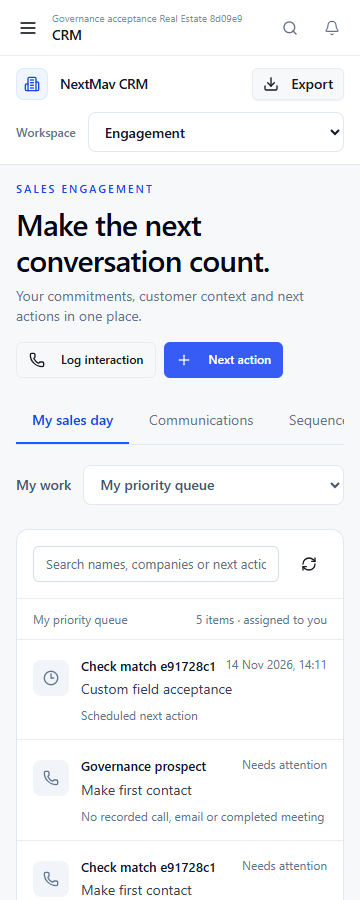 Governance acceptance Real Estate 8d09e9
CRM
NextMav CRM
Export
Workspace
Engagement
SALES ENGAGEMENT
Make the next
conversation count.
Your commitments, customer context and next
actions in one place.
Log interaction
Next action
My sales day
Communications
Sequenc
My work
My priority queue
Search names, companies or next actic
My priority queue
5 items · assigned to you
Check match e91728c1
14 Nov 2026, 14:11
Custom field acceptance
Scheduled next action
Governance prospect
Needs attention
Make first contact
No recorded call, email or completed meeting
Check match e91728c1
Needs attention
Make first contact